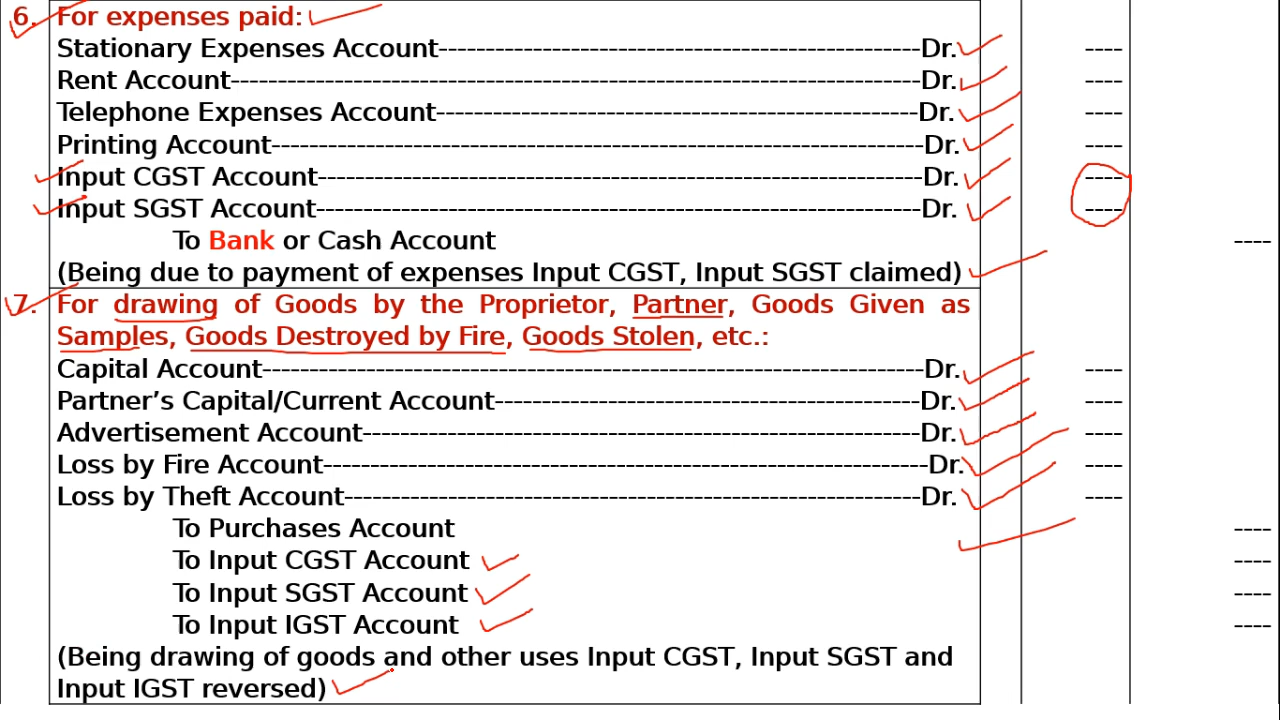 6. For expenses paid:
Stationary Expenses Account---------------------------------------------------Dr. ----
Rent Account-------------------------------------------------------------------------Dr. ----
Telephone Expenses Account---------------------------------------------------Dr. ----
Printing Account---------------------------------------------------------------------Dr. ----
Input CGST Account----------------------------------------------------------------Dr. ----
Input SGST Account----------------------------------------------------------------Dr. ----
To Bank or Cash Account ----
(Being due to payment of expenses Input CGST, Input SGST claimed)
7. For drawing of Goods by the Proprietor, Partner, Goods Given as
Samples, Goods Destroyed by Fire, Goods Stolen, etc.:
Capital Account----------------------------------------------------------------------Dr. ----
Partner’s Capital/Current Account---------------------------------------------Dr. ----
Advertisement Account-----------------------------------------------------------Dr. ----
Loss by Fire Account----------------------------------------------------------------Dr. ----
Loss by Theft Account-------------------------------------------------------------Dr. ----
To Purchases Account ----
To Input CGST Account ----
To Input SGST Account ----
To Input IGST Account ----
(Being drawing of goods and other uses Input CGST, Input SGST and
Input IGST reversed)